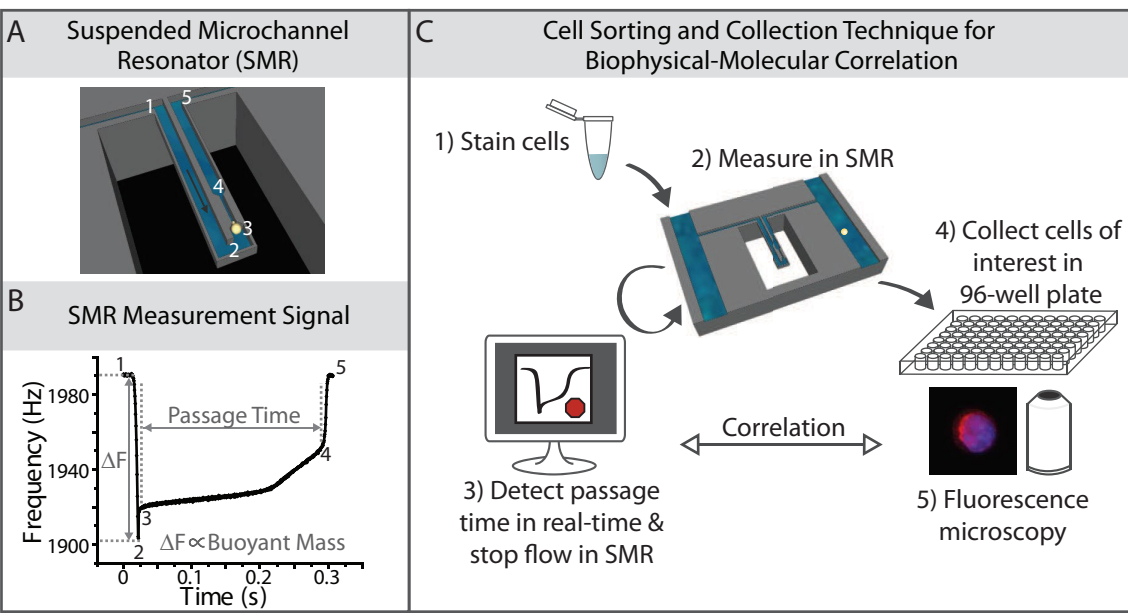 A
Suspended Microchannel
Resonator (SMR)
1
5
4
3
2
B
SMR Measurement Signal
1
5
1980
Passage Time
Frequency (Hz)
ΔF
1940
4
3
1900
2
ΔF∝Buoyant Mass
0
0.1
0.2
0.3
Time (s)
C
Cell Sorting and Collection Technique for
Biophysical-Molecular Correlation
1) Stain cells
2) Measure in SMR
4) Collect cells of
interest in
96-well plate
Correlation
3) Detect passage
time in real-time &
stop flow in SMR
5) Fluorescence
microscopy